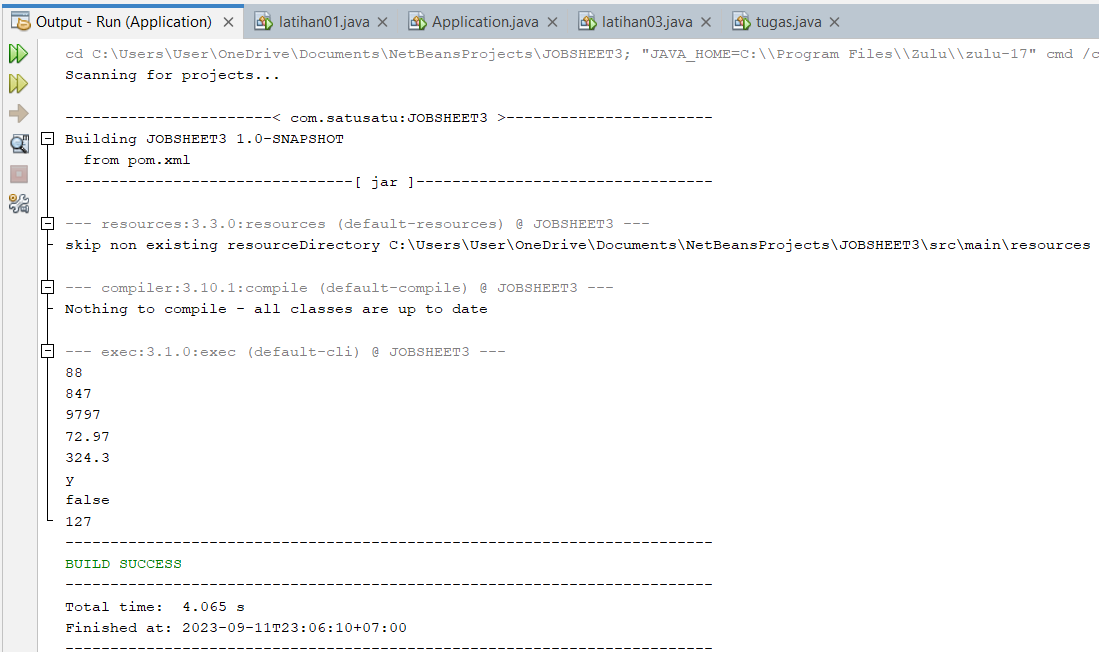 Output - Run (Application) latihan01.java Application.java latihan03.java tugas.java
cd C:\Users\User\OneDrive\Documents\NetBeansProjects\JOBSHEET3; "JAVA_HOME=C:\\Program Files\\Zulu\\zulu-17" cmd /c
Scanning for projects...
-----------------------< com.satusatu:JOBSHEET3 >-----------------------
Building JOBSHEET3 1.0-SNAPSHOT
from pom.xml
--------------------------------[ jar ]---------------------------------
--- resources:3.3.0:resources (default-resources) @ JOBSHEET3 ---
skip non existing resourceDirectory C:\Users\User\OneDrive\Documents\NetBeansProjects\JOBSHEET3\src\main\resources
--- compiler:3.10.1:compile (default-compile) @ JOBSHEET3 ---
Nothing to compile - all classes are up to date
--- exec:3.1.0:exec (default-cli) @ JOBSHEET3 ---
88
847
9797
72.97
324.3
y
false
127
------------------------------------------------------------------------
BUILD SUCCESS
------------------------------------------------------------------------
Total time:  4.065 s
Finished at: 2023-09-11T23:06:10+07:00
------------------------------------------------------------------------